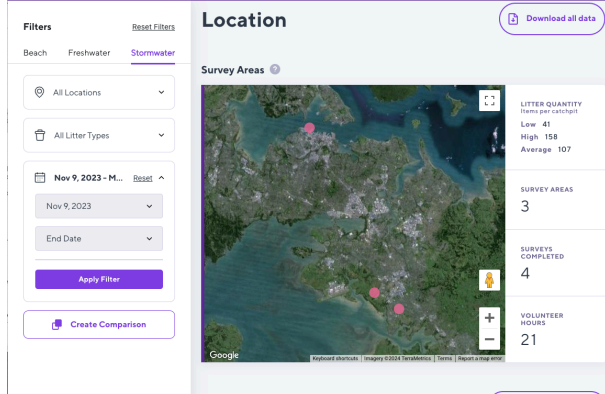 Filters
Reset Filters
Beach Freshwater Stormwater
All Locations
All Litter Types
Nov 9, 2023 - M... Reset
Nov 9, 2023
End Date
Apply Filter
Create Comparison
Location
Download all data
Survey Areas ?
Google
Keyboard shortcuts Imagery ©2024 TerraMetrics Terms Report a map error
LITTER QUANTITY
Items per catchpit
Low 41
High 158
Average 107
SURVEY AREAS
3
SURVEYS
COMPLETED
4
VOLUNTEER
HOURS
21